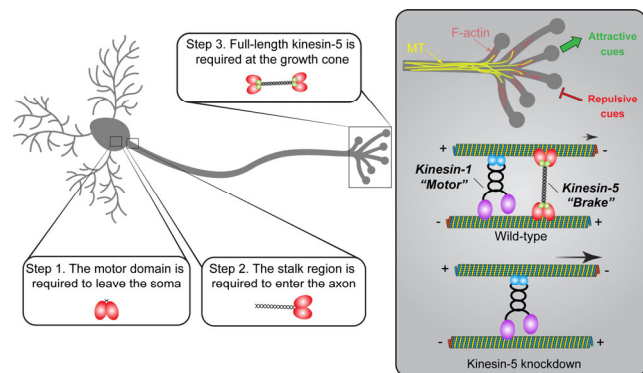 Step 3. Full-length kinesin-5 is
required at the growth cone
Step 1. The motor domain is
required to leave the soma
Step 2. The stalk region is
required to enter the axon
F-actin
MT
Attractive
cues
Repulsive
cues
+
-
Kinesin-1
"Motor"
Kinesin-5
"Brake"
-
+
Wild-type
+
-
-
+
Kinesin-5 knockdown